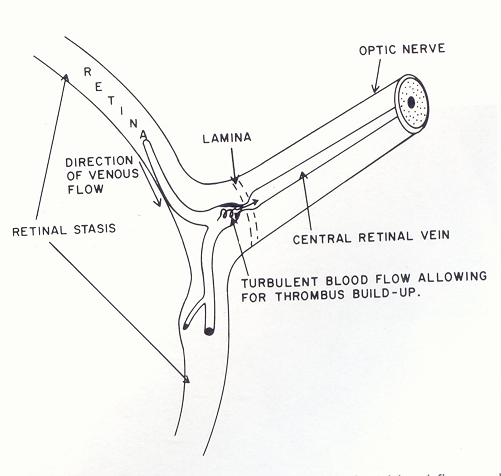 OPTIC NERVE
RETINA
LAMINA
DIRECTION
OF VENOUS
FLOW
RETINAL STASIS
CENTRAL RETINAL VEIN
TURBULENT BLOOD FLOW ALLOWING
FOR THROMBUS BUILD-UP.